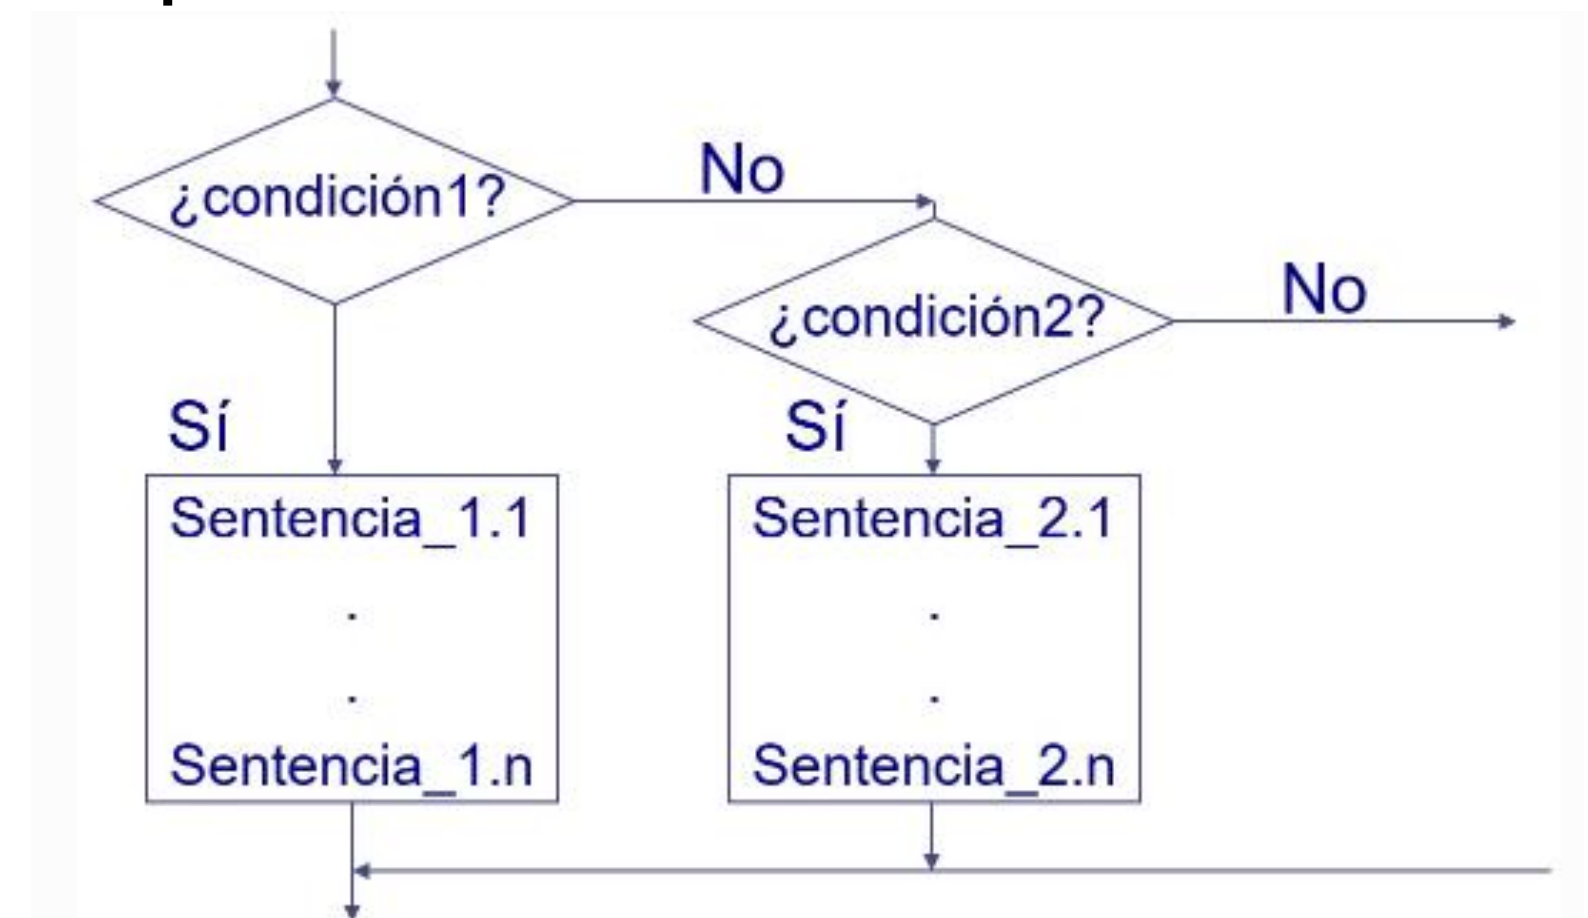 ¿condición1?
No
¿condición2?
No
Sí
Sí
Sentencia_1.1
.
.
Sentencia_1.n
Sentencia_2.1
.
.
Sentencia_2.n